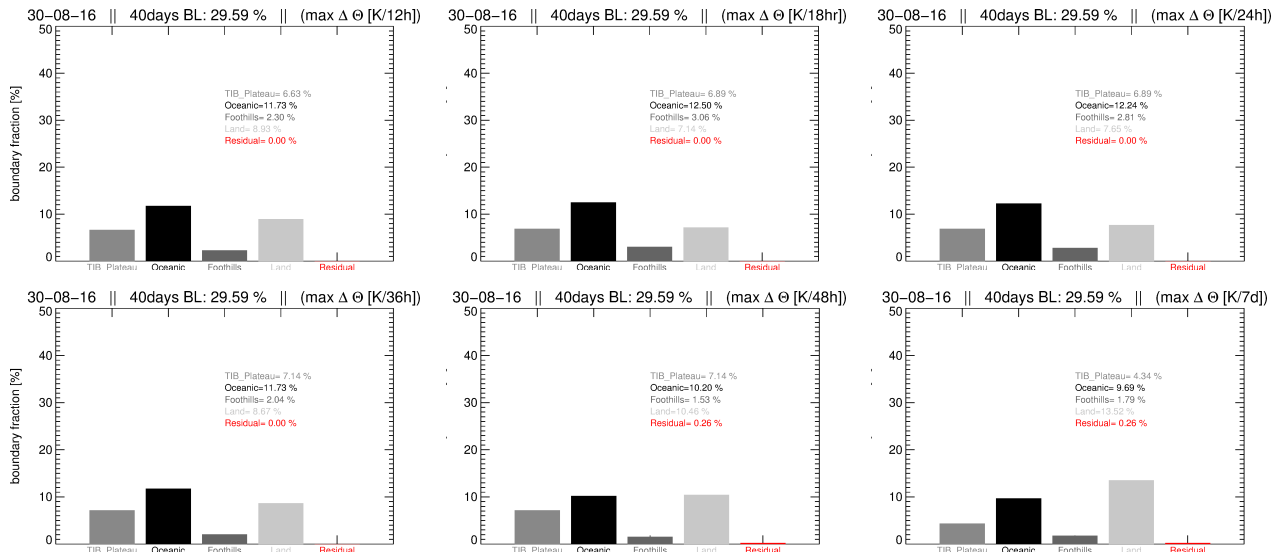 30−08−16 || 40days BL: 29.59 % || (max Δ Θ [K/12h])
boundary fraction [%]
50
40
30
20
10
0
TIB_Plateau= 6.63 %
Oceanic=11.73 %
Foothills= 2.30 %
Land= 8.93 %
Residual= 0.00 %
TIB_Plateau Oceanic Foothills Land Residual
30−08−16 || 40days BL: 29.59 % || (max Δ Θ [K/18hr])
50
40
30
20
10
0
TIB_Plateau= 6.89 %
Oceanic=12.50 %
Foothills= 3.06 %
Land= 7.14 %
Residual= 0.00 %
TIB_Plateau Oceanic Foothills Land Residual
30−08−16 || 40days BL: 29.59 % || (max Δ Θ [K/24h])
50
40
30
20
10
0
TIB_Plateau= 6.89 %
Oceanic=12.24 %
Foothills= 2.81 %
Land= 7.65 %
Residual= 0.00 %
TIB_Plateau Oceanic Foothills Land Residual
30−08−16 || 40days BL: 29.59 % || (max Δ Θ [K/36h])
boundary fraction [%]
50
40
30
20
10
0
TIB_Plateau= 7.14 %
Oceanic=11.73 %
Foothills= 2.04 %
Land= 8.67 %
Residual= 0.00 %
TIB_Plateau Oceanic Foothills Land Residual
30−08−16 || 40days BL: 29.59 % || (max Δ Θ [K/48h])
50
40
30
20
10
0
TIB_Plateau= 7.14 %
Oceanic=10.20 %
Foothills= 1.53 %
Land=10.46 %
Residual= 0.26 %
TIB_Plateau Oceanic Foothills Land Residual
30−08−16 || 40days BL: 29.59 % || (max Δ Θ [K/7d])
50
40
30
20
10
0
TIB_Plateau= 4.34 %
Oceanic= 9.69 %
Foothills= 1.79 %
Land=13.52 %
Residual= 0.26 %
TIB_Plateau Oceanic Foothills Land Residual